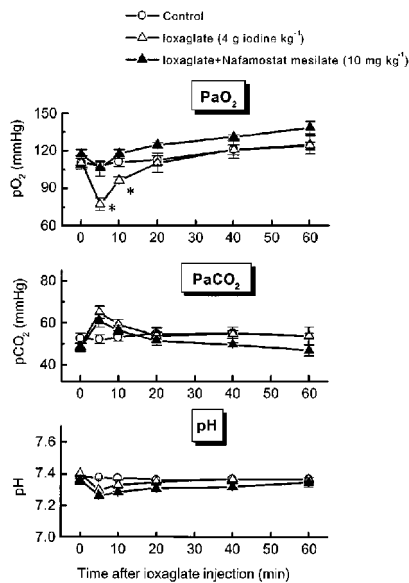 Control
Ioxaglate (4 g iodine kg⁻¹)
Ioxaglate+Nafamostat mesilate (10 mg kg⁻¹)
PaO₂
pO₂ (mmHg)
150
120
90
60
*
*
0 10 20 30 40 50 60
PaCO₂
pCO₂ (mmHg)
80
60
40
0 10 20 30 40 50 60
pH
pH
7.6
7.4
7.2
7.0
0 10 20 30 40 50 60
Time after ioxaglate injection (min)